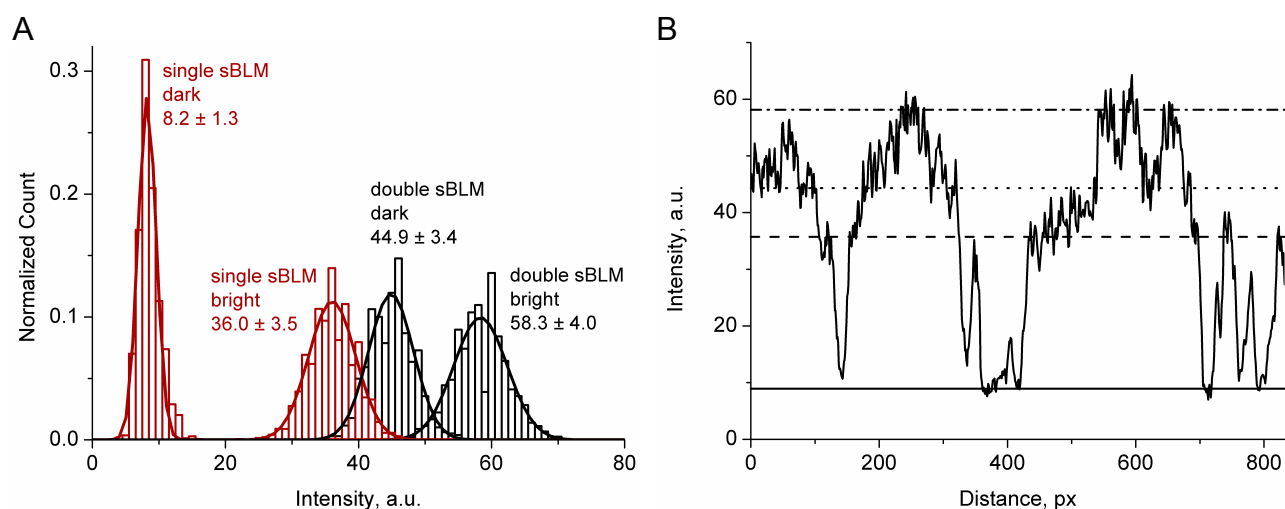 A
single sBLM
dark
8.2 ± 1.3
double sBLM
dark
44.9 ± 3.4
single sBLM
bright
36.0 ± 3.5
double sBLM
bright
58.3 ± 4.0
Normalized Count
0.3
0.2
0.1
0.0
0 20 40 60 80
Intensity, a.u.
B
Intensity, a.u.
60
40
20
0
0 200 400 600 800
Distance, px